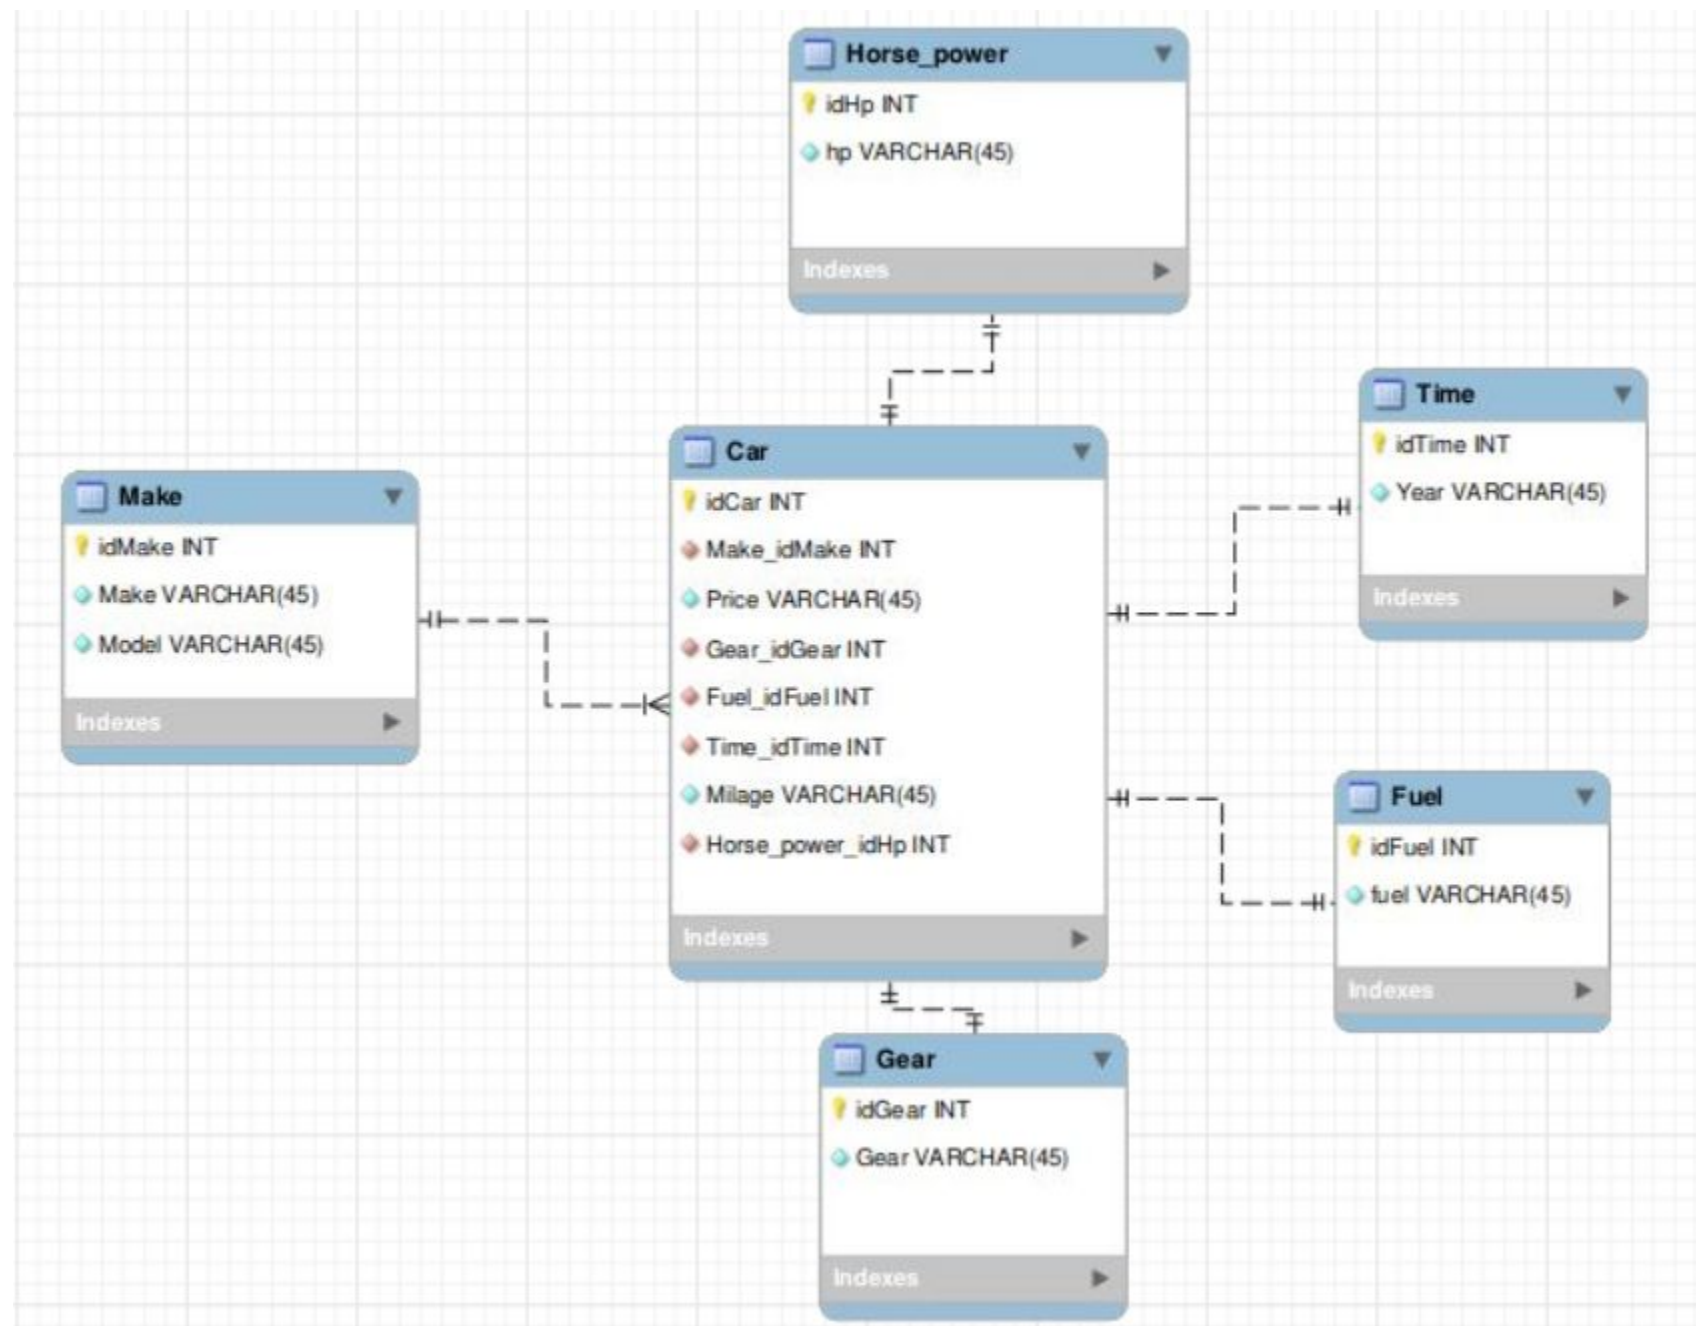 Horse_power
idHp INT
hp VARCHAR(45)
Indexes
Time
idTime INT
Year VARCHAR(45)
Indexes
Make
idMake INT
Make VARCHAR(45)
Model VARCHAR(45)
Indexes
Car
idCar INT
Make_idMake INT
Price VARCHAR(45)
Gear_idGear INT
Fuel_idFuel INT
Time_idTime INT
Milage VARCHAR(45)
Horse_power_idHp INT
Indexes
Fuel
idFuel INT
fuel VARCHAR(45)
Indexes
Gear
idGear INT
Gear VARCHAR(45)
Indexes